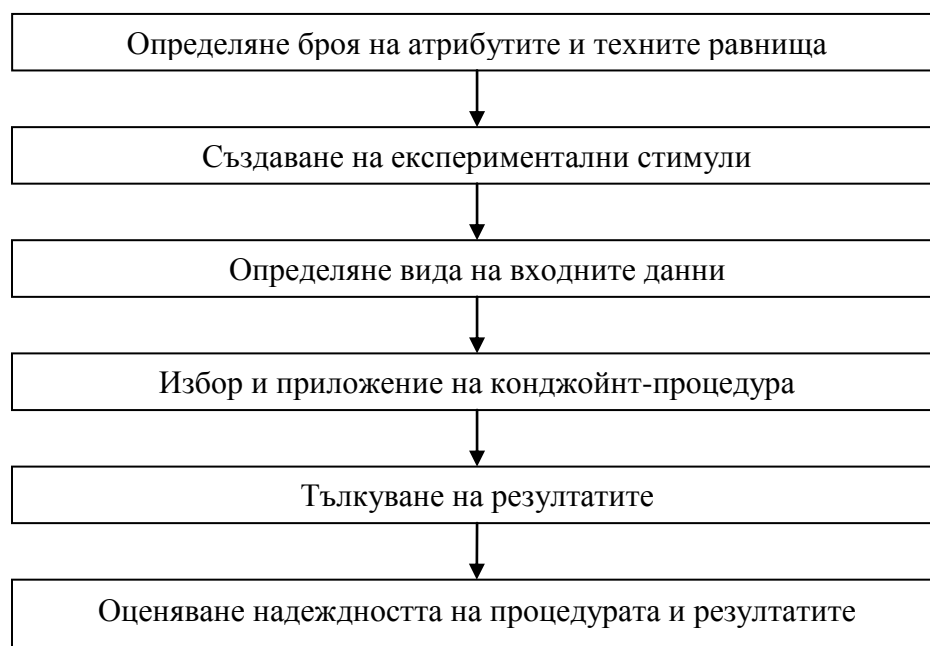 Определяне броя на атрибутите и техните равнища
Създаване на експериментални стимули
Определяне вида на входните данни
Избор и приложение на конджойнт-процедура
Тълкуване на резултатите
Оценяване надеждността на процедурата и резултатите